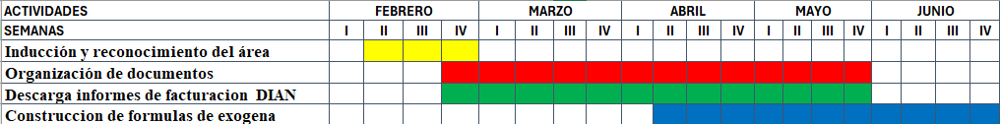 ACTIVIDADES FEBRERO MARZO ABRIL MAYO JUNIO
SEMANAS I II III IV I II III IV I II III IV I II III IV I II III IV
Inducción y reconocimiento del área
Organización de documentos
Descarga informes de facturacion DIAN
Construccion de formulas de exogena